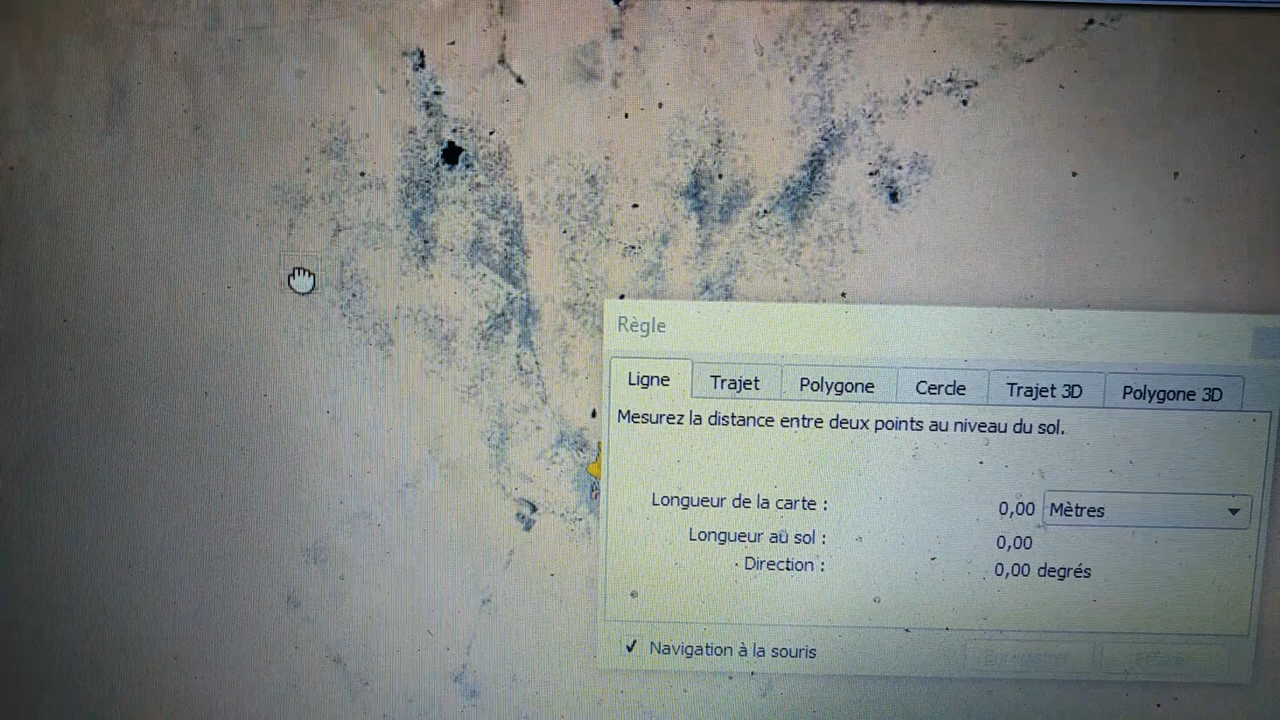 Règle
Ligne
Trajet
Polygone
Cercle
Trajet 3D
Polygone 3D
Mesurez la distance entre deux points au niveau du sol.
Longueur de la carte : 0,00 Mètres
Longueur au sol : 0,00
Direction : 0,00 degrés
✓ Navigation à la souris
Enregistrer
Effacer